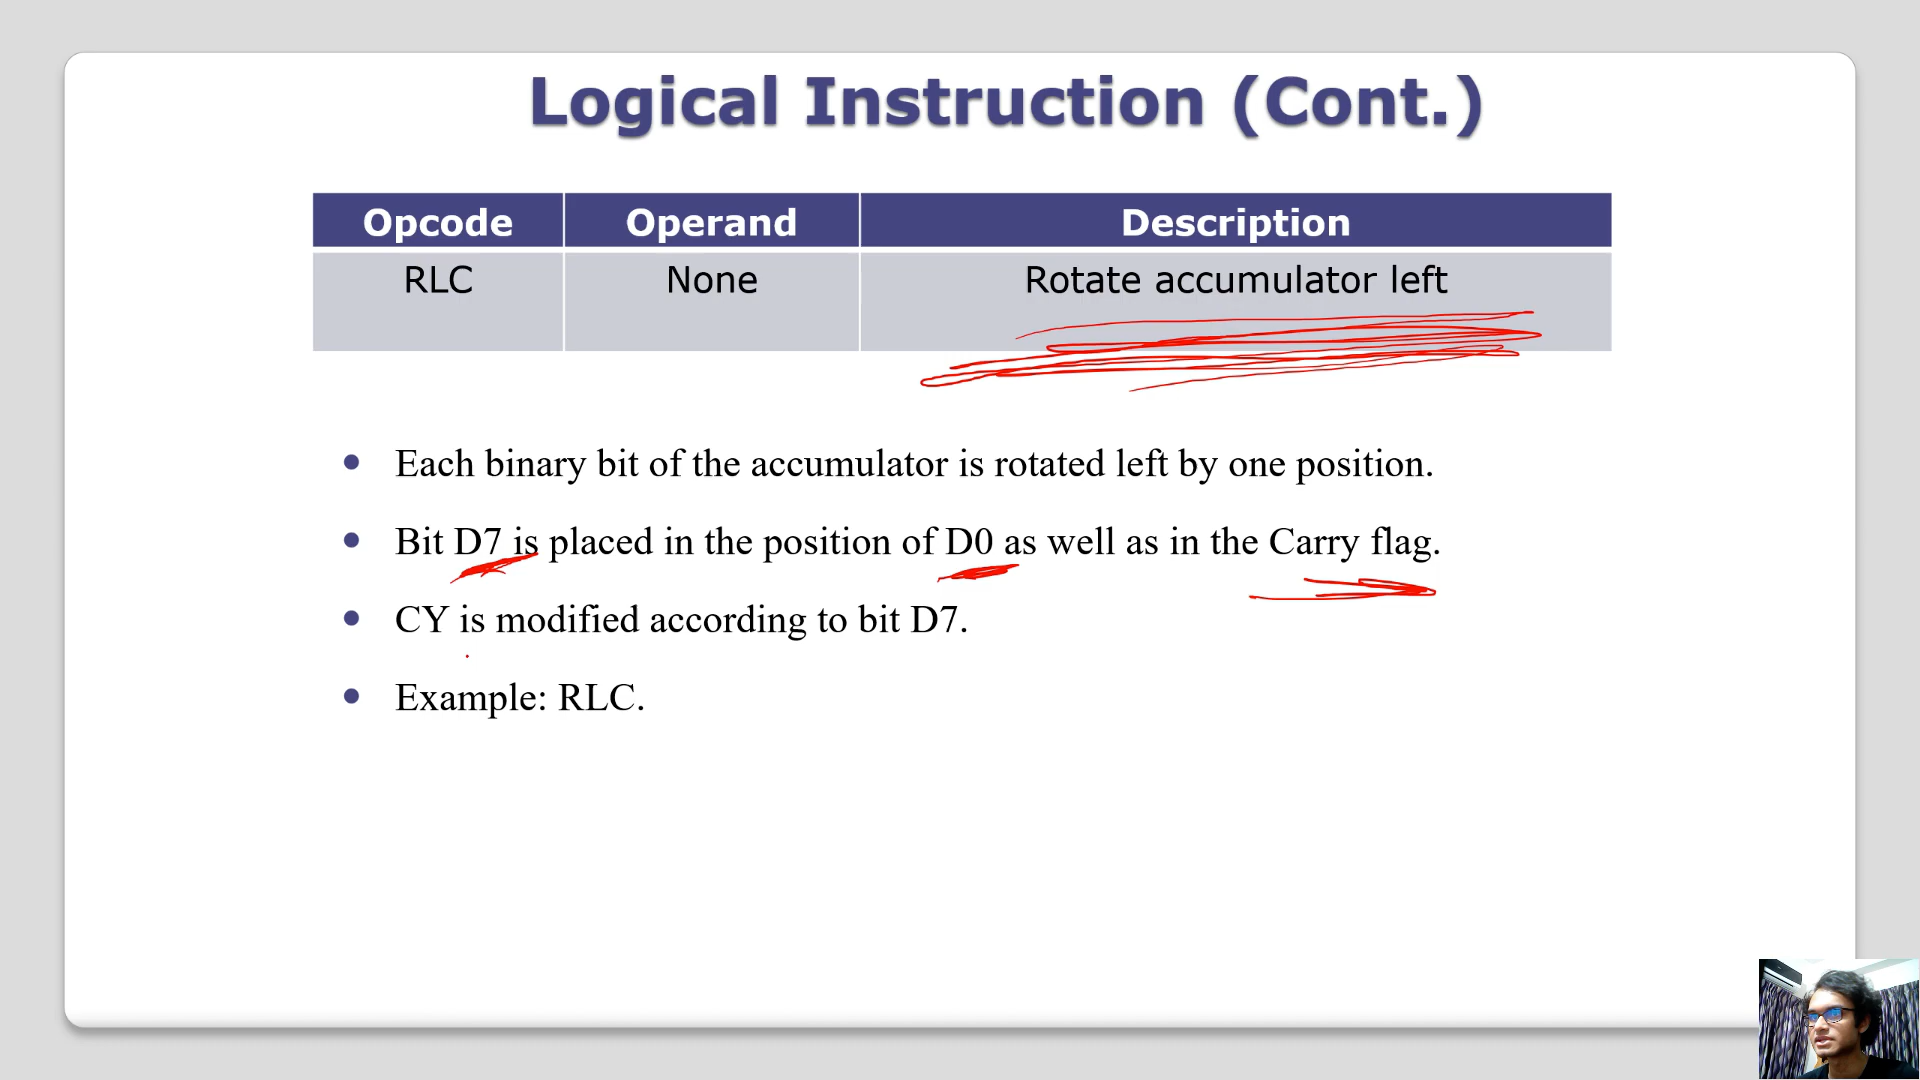 Logical Instruction (Cont.)
Opcode Operand Description
RLC None Rotate accumulator left
• Each binary bit of the accumulator is rotated left by one position.
• Bit D7 is placed in the position of D0 as well as in the Carry flag.
• CY is modified according to bit D7.
• Example: RLC.